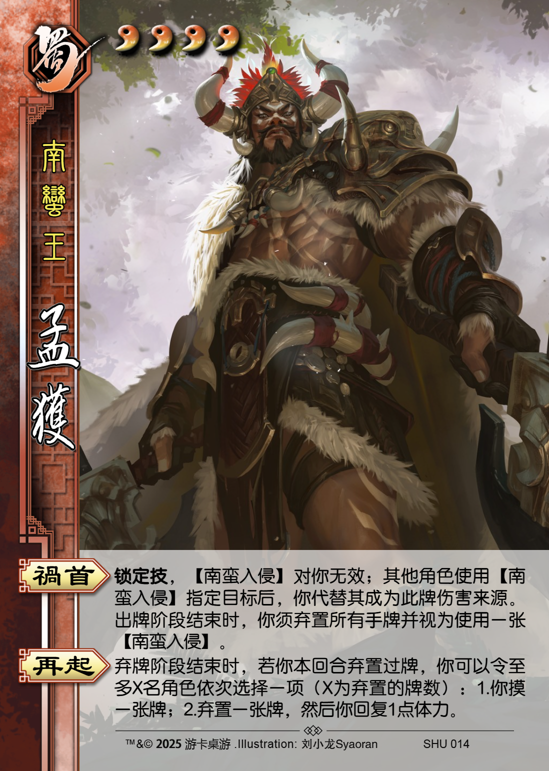 蜀
南蠻王
孟獲
禍首
锁定技，【南蛮入侵】对你无效；其他角色使用【南
蛮入侵】指定目标后，你代替其成为此牌伤害来源。
出牌阶段结束时，你须弃置所有手牌并视为使用一张
【南蛮入侵】。
再起
弃牌阶段结束时，若你本回合弃置过牌，你可以令至
多X名角色依次选择一项（X为弃置的牌数）：1.你摸
一张牌；2.弃置一张牌，然后你回复1点体力。
™&© 2025 游卡桌游 .Illustration: 刘小龙Syaoran SHU 014